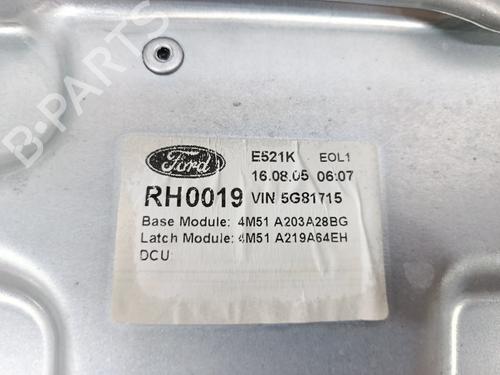 B-PARTS
Ford
E521K EOL1
16.08.05 06:07
RH0019 VIN 5G81715
Base Module: 4M51 A203A28BG
Latch Module: 4M51 A219A64EH
DCU